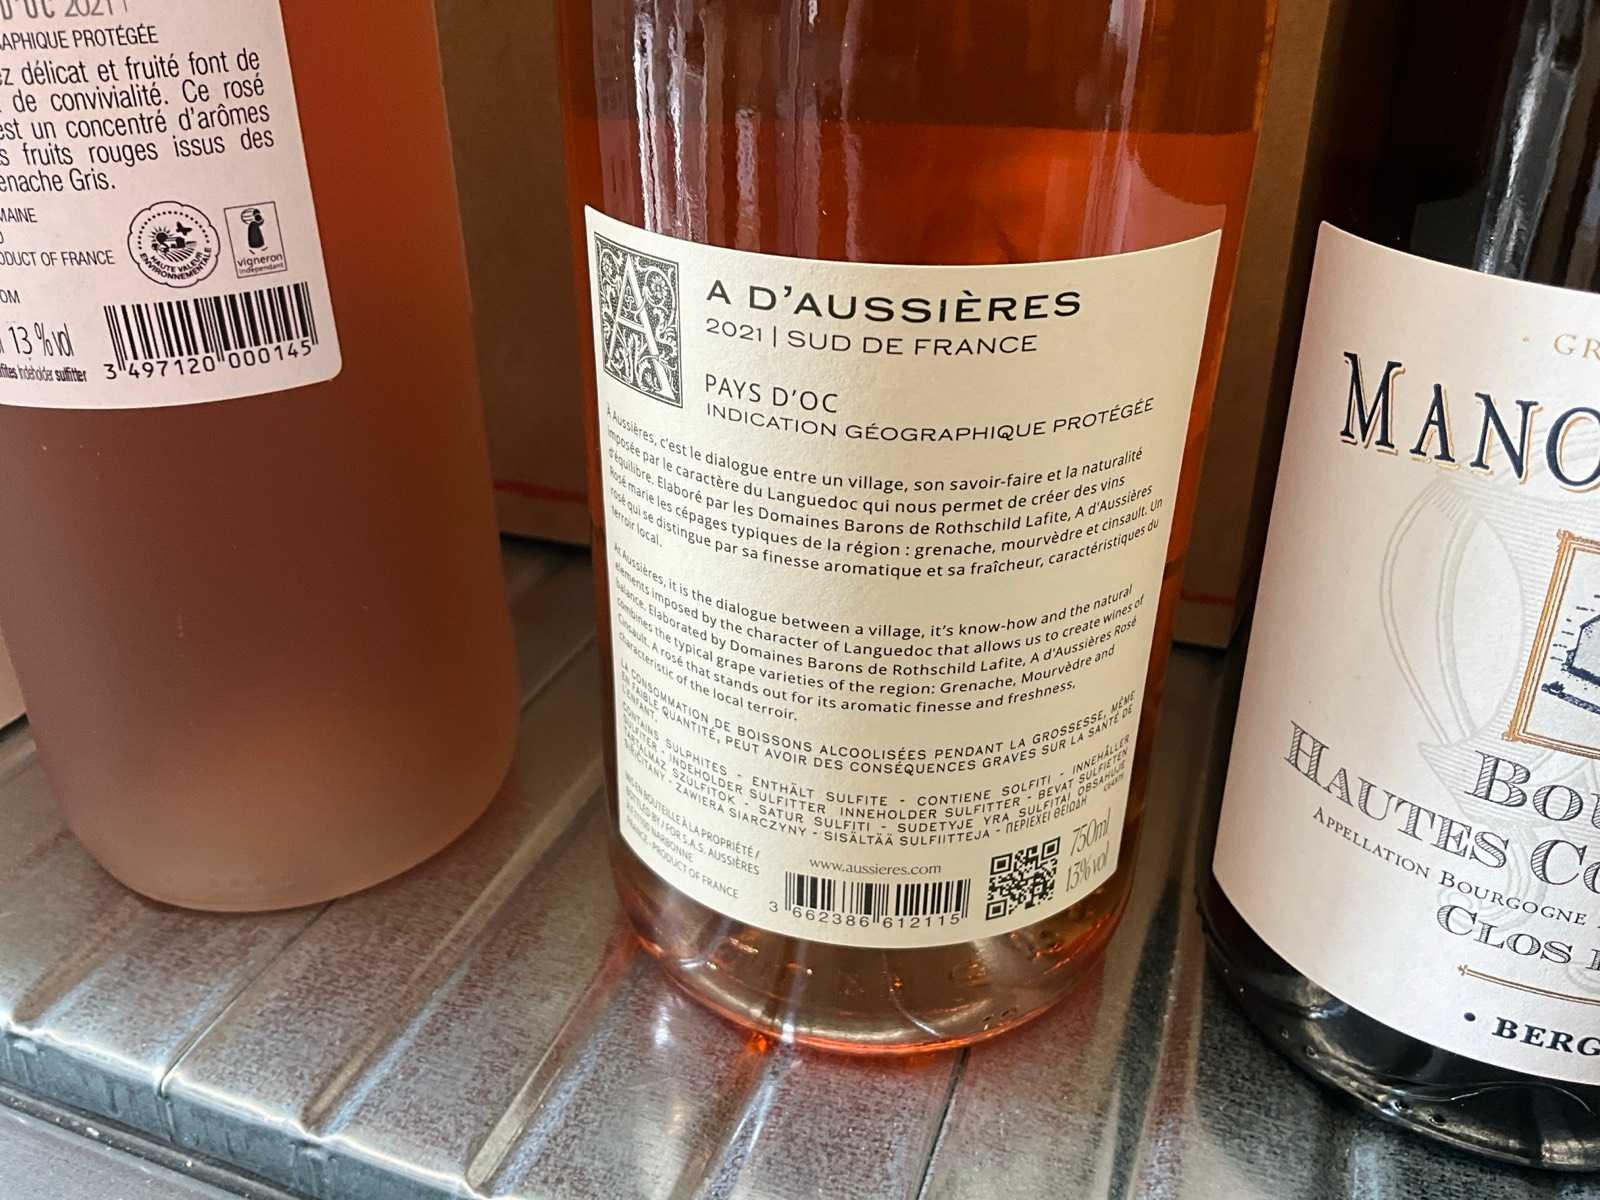 D'OC 2021
APHIQUE PROTÉGÉE
ez délicat et fruité font de
de convivialité. Ce rosé
est un concentré d'arômes
s fruits rouges issus des
enache Gris.
MAINE
ODUCT OF FRANCE
OM
13 % vol
indeholder sulfitter
HAUTE VALEUR
ENVIRONNEMENTALE
vigneron
indépendant
3 497120 000145
A
A D'AUSSIÈRES
2021 | SUD DE FRANCE
PAYS D'OC
INDICATION GÉOGRAPHIQUE PROTÉGÉE
À Aussières, c'est le dialogue entre un village, son savoir-faire et la naturalité
imposée par le caractère du Languedoc qui nous permet de créer des vins
d'équilibre. Elaboré par les Domaines Barons de Rothschild Lafite, A d'Aussières
Rosé marie les cépages typiques de la région : grenache, mourvèdre et cinsault. Un
rosé qui se distingue par sa finesse aromatique et sa fraîcheur, caractéristiques du
terroir local.
At Aussières, it is the dialogue between a village, it's know-how and the natural
elements imposed by the character of Languedoc that allows us to create wines of
balance. Elaborated by Domaines Barons de Rothschild Lafite, A d'Aussières Rosé
combines the typical grape varieties of the region: Grenache, Mourvèdre and
Cinsault. A rosé that stands out for its aromatic finesse and freshness,
characteristic of the local terroir.
LA CONSOMMATION DE BOISSONS ALCOOLISÉES PENDANT LA GROSSESSE, MÊME
EN FAIBLE QUANTITÉ, PEUT AVOIR DES CONSÉQUENCES GRAVES SUR LA SANTÉ DE
L'ENFANT.
CONTAINS SULPHITES - ENTHÄLT SULFITE - CONTIENE SOLFITI - INNEHÅLLER
SULFITER - INDEHOLDER SULFITTER INNEHOLDER SULFITTER - BEVAT SULFIETEN
TARTALMAZ SZULFITOK - SATUR SULFITI - SUDETYJE YRA SULFITAI OBSAHUJE
SIRICITANY - ZAWIERA SIARCZYNY - SISÄLTÄÄ SULFIITTEJA - ΠΕΡΙΕΧΕΙ ΘΕΙΩΔΗ
MIS EN BOUTEILLE À LA PROPRIÉTÉ /
BOTTLED BY / FOR S.A.S. AUSSIÈRES
NARBONNE
FRANCE - PRODUCT OF FRANCE
www.aussieres.com
3 662386 612115
750ml
13% vol
GR
MANO
BOU
HAUTES CO
APPELLATION BOURGOGNE
CLOS
• BERG